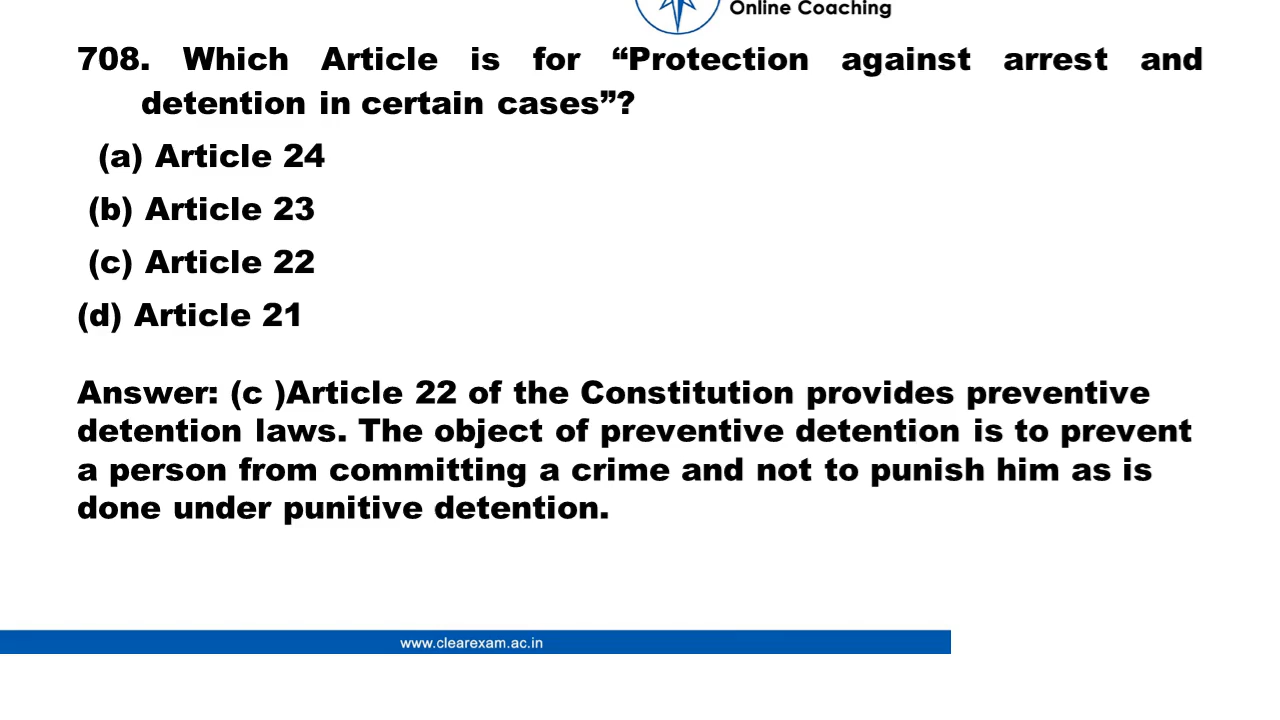 Online Coaching
708. Which Article is for “Protection against arrest and
detention in certain cases”?
(a) Article 24
(b) Article 23
(c) Article 22
(d) Article 21
Answer: (c )Article 22 of the Constitution provides preventive
detention laws. The object of preventive detention is to prevent
a person from committing a crime and not to punish him as is
done under punitive detention.
www.clearexam.ac.in